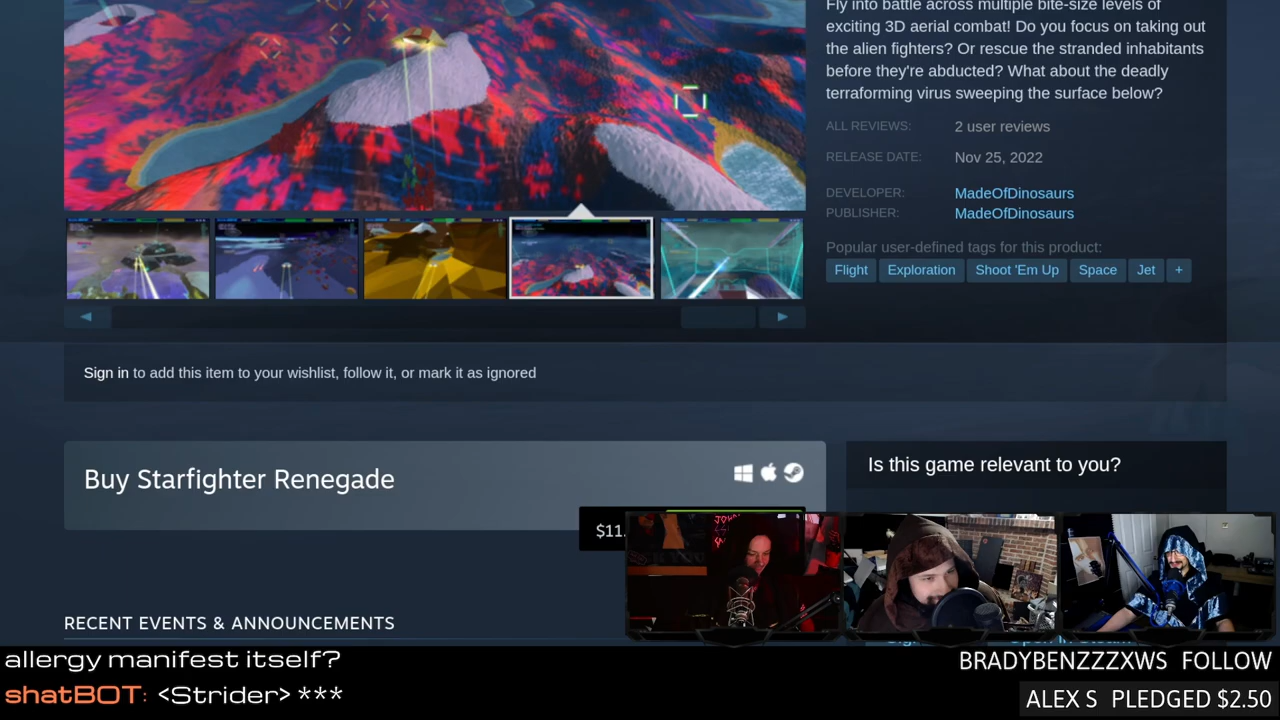 Fly into battle across multiple bite-size levels of
exciting 3D aerial combat! Do you focus on taking out
the alien fighters? Or rescue the stranded inhabitants
before they're abducted? What about the deadly
terraforming virus sweeping the surface below?
ALL REVIEWS: 2 user reviews
RELEASE DATE: Nov 25, 2022
DEVELOPER: MadeOfDinosaurs
PUBLISHER: MadeOfDinosaurs
Popular user-defined tags for this product:
Flight Exploration Shoot 'Em Up Space Jet +
Sign in to add this item to your wishlist, follow it, or mark it as ignored
Buy Starfighter Renegade
Is this game relevant to you?
$11.
RECENT EVENTS & ANNOUNCEMENTS
allergy manifest itself?
shatBOT: <Strider> ***
BRADYBENZZZXWS FOLLOW
ALEX S PLEDGED $2.50